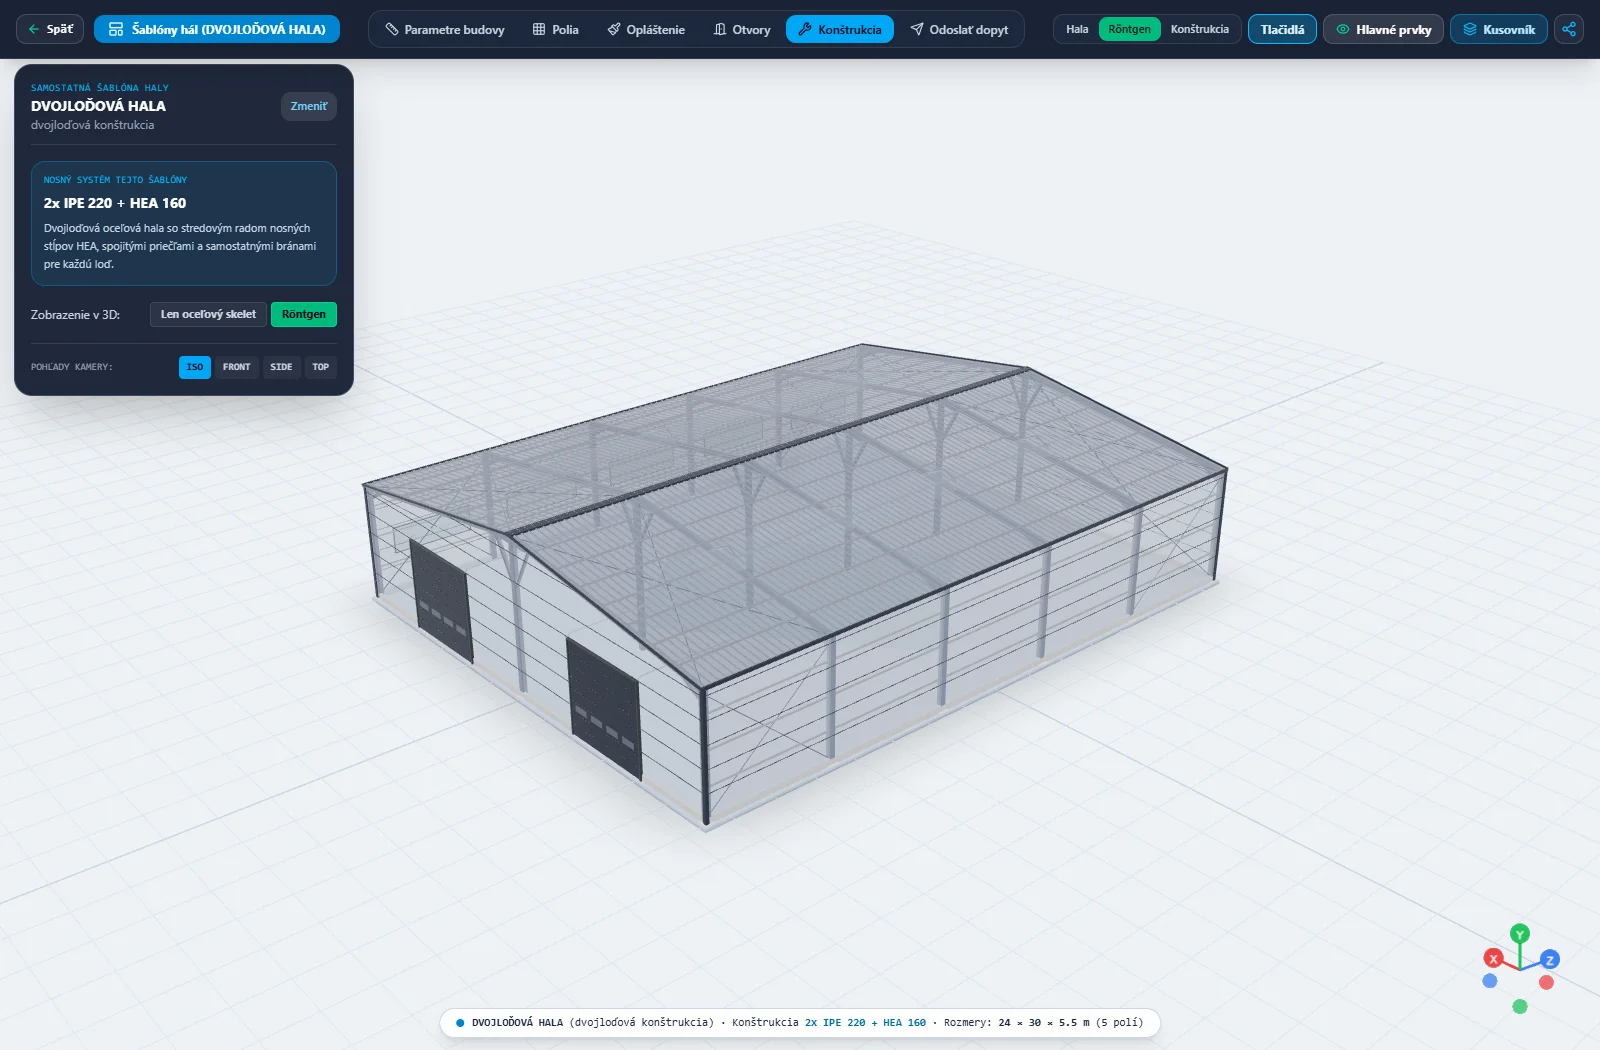 Späť
Šablóny hál (DVOJLOĎOVÁ HALA)
Parametre budovy
Polia
Opláštenie
Otvory
Konštrukcia
Odoslať dopyt
Hala
Röntgen
Konštrukcia
Tlačidlá
Hlavné prvky
Kusovník
SAMOSTATNÁ ŠABLÓNA HALY
DVOJLOĎOVÁ HALA
dvojloďová konštrukcia
Zmeniť
NOSNÝ SYSTÉM TEJTO ŠABLÓNY
2x IPE 220 + HEA 160
Dvojloďová oceľová hala so stredovým radom nosných
stĺpov HEA, spojitými priečľami a samostatnými bránami
pre každú loď.
Zobrazenie v 3D:
Len oceľový skelet
Röntgen
POHĽADY KAMERY:
ISO
FRONT
SIDE
TOP
Y
X
Z
DVOJLOĎOVÁ HALA (dvojloďová konštrukcia) · Konštrukcia 2x IPE 220 + HEA 160 · Rozmery: 24 × 30 × 5.5 m (5 polí)